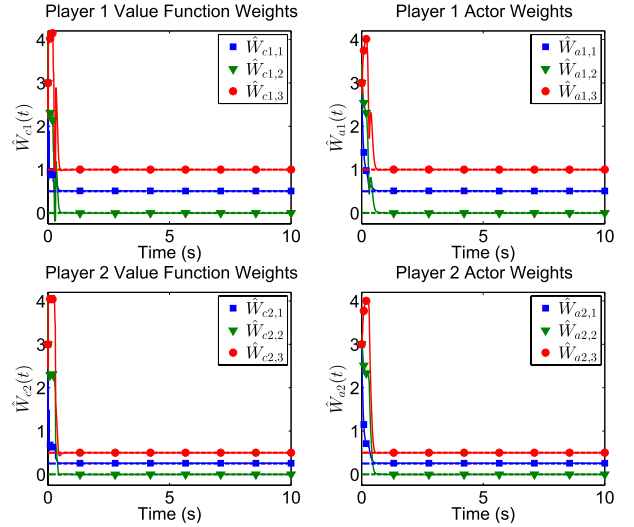 Player 1 Value Function Weights
Ŵc1(t)
4
3
2
1
0
Ŵc1,1
Ŵc1,2
Ŵc1,3
0 5 10
Time (s)
Player 1 Actor Weights
Ŵa1(t)
4
3
2
1
0
Ŵa1,1
Ŵa1,2
Ŵa1,3
0 5 10
Time (s)
Player 2 Value Function Weights
Ŵc2(t)
4
3
2
1
0
Ŵc2,1
Ŵc2,2
Ŵc2,3
0 5 10
Time (s)
Player 2 Actor Weights
Ŵa2(t)
4
3
2
1
0
Ŵa2,1
Ŵa2,2
Ŵa2,3
0 5 10
Time (s)